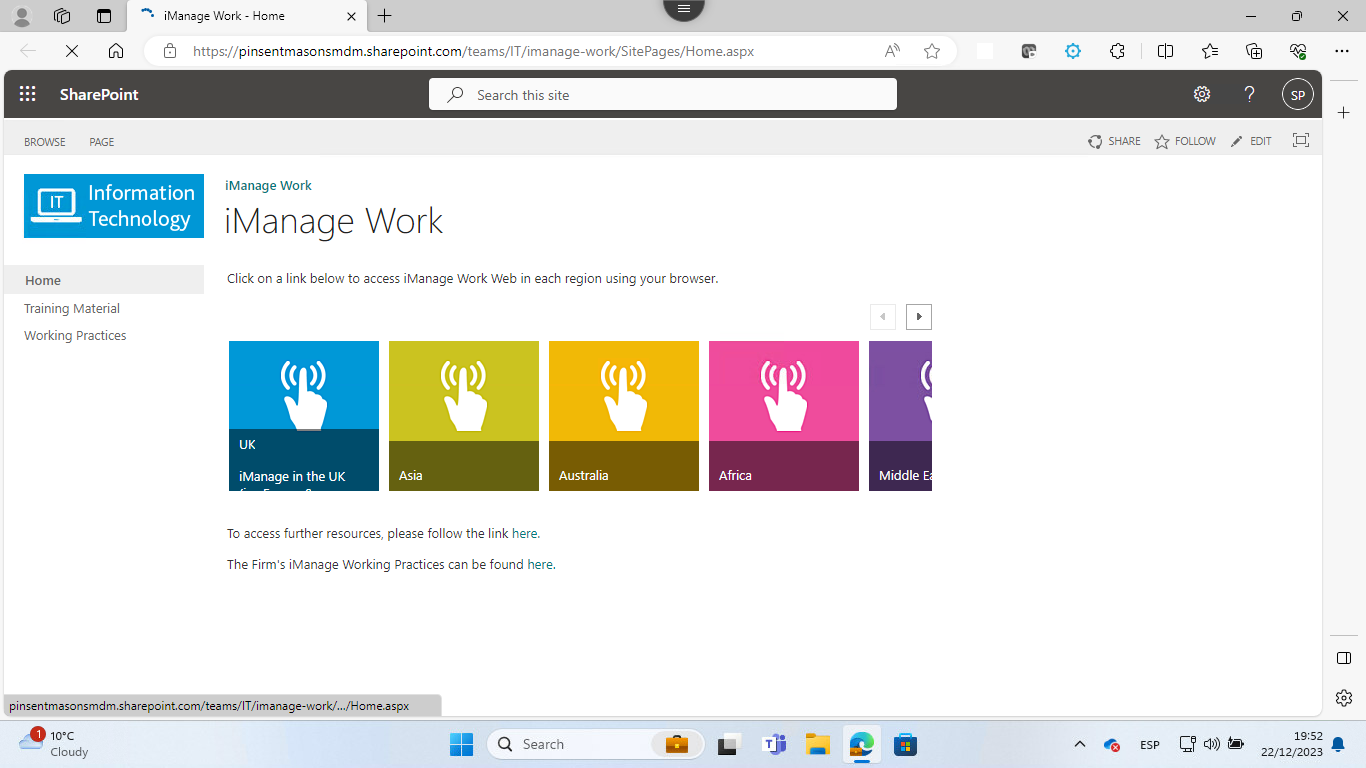 iManage Work - Home
https://pinsentmasonsmdm.sharepoint.com/teams/IT/imanage-work/SitePages/Home.aspx
SharePoint
Search this site
SP
BROWSE PAGE
SHARE FOLLOW EDIT
IT Information
Technology
iManage Work
iManage Work
Home
Training Material
Working Practices
Click on a link below to access iManage Work Web in each region using your browser.
UK
iManage in the UK
Asia
Australia
Africa
Middle
To access further resources, please follow the link here.
The Firm's iManage Working Practices can be found here.
pinsentmasonsmdm.sharepoint.com/teams/IT/imanage-work/.../Home.aspx
1
10°C
Cloudy
Search
ESP
19:52
22/12/2023